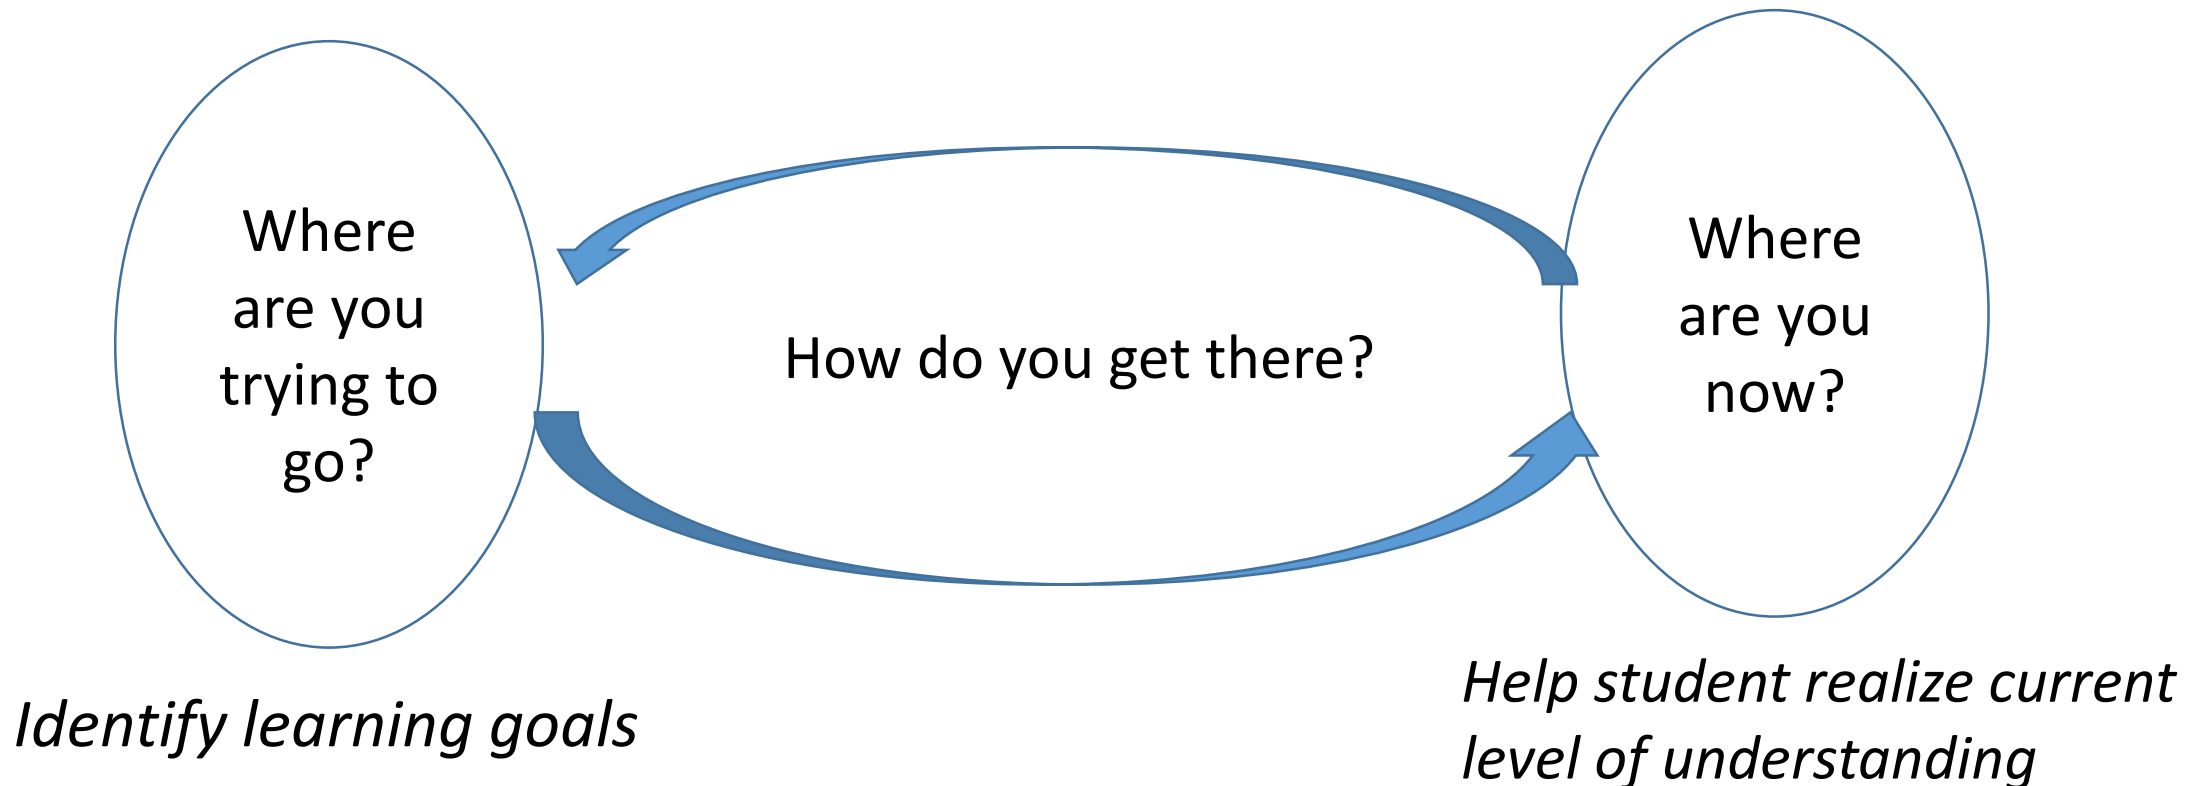 Where
are you
trying to
go?
How do you get there?
Where
are you
now?
Identify learning goals
Help student realize current
level of understanding